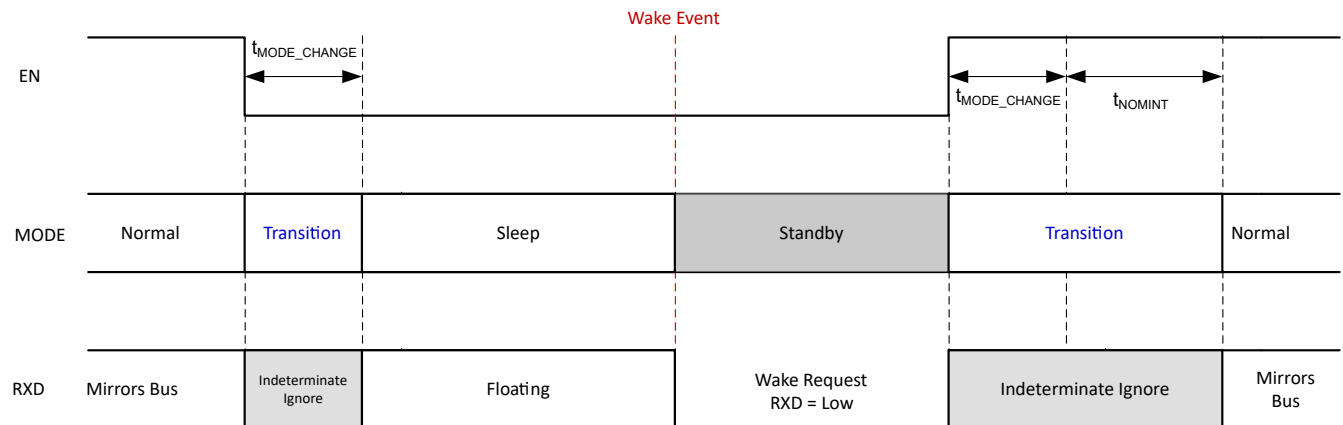 Wake Event
EN
tMODE_CHANGE
tMODE_CHANGE
tNOMINT
MODE
Normal
Transition
Sleep
Standby
Transition
Normal
RXD
Mirrors Bus
Indeterminate
Ignore
Floating
Wake Request
RXD = Low
Indeterminate Ignore
Mirrors
Bus